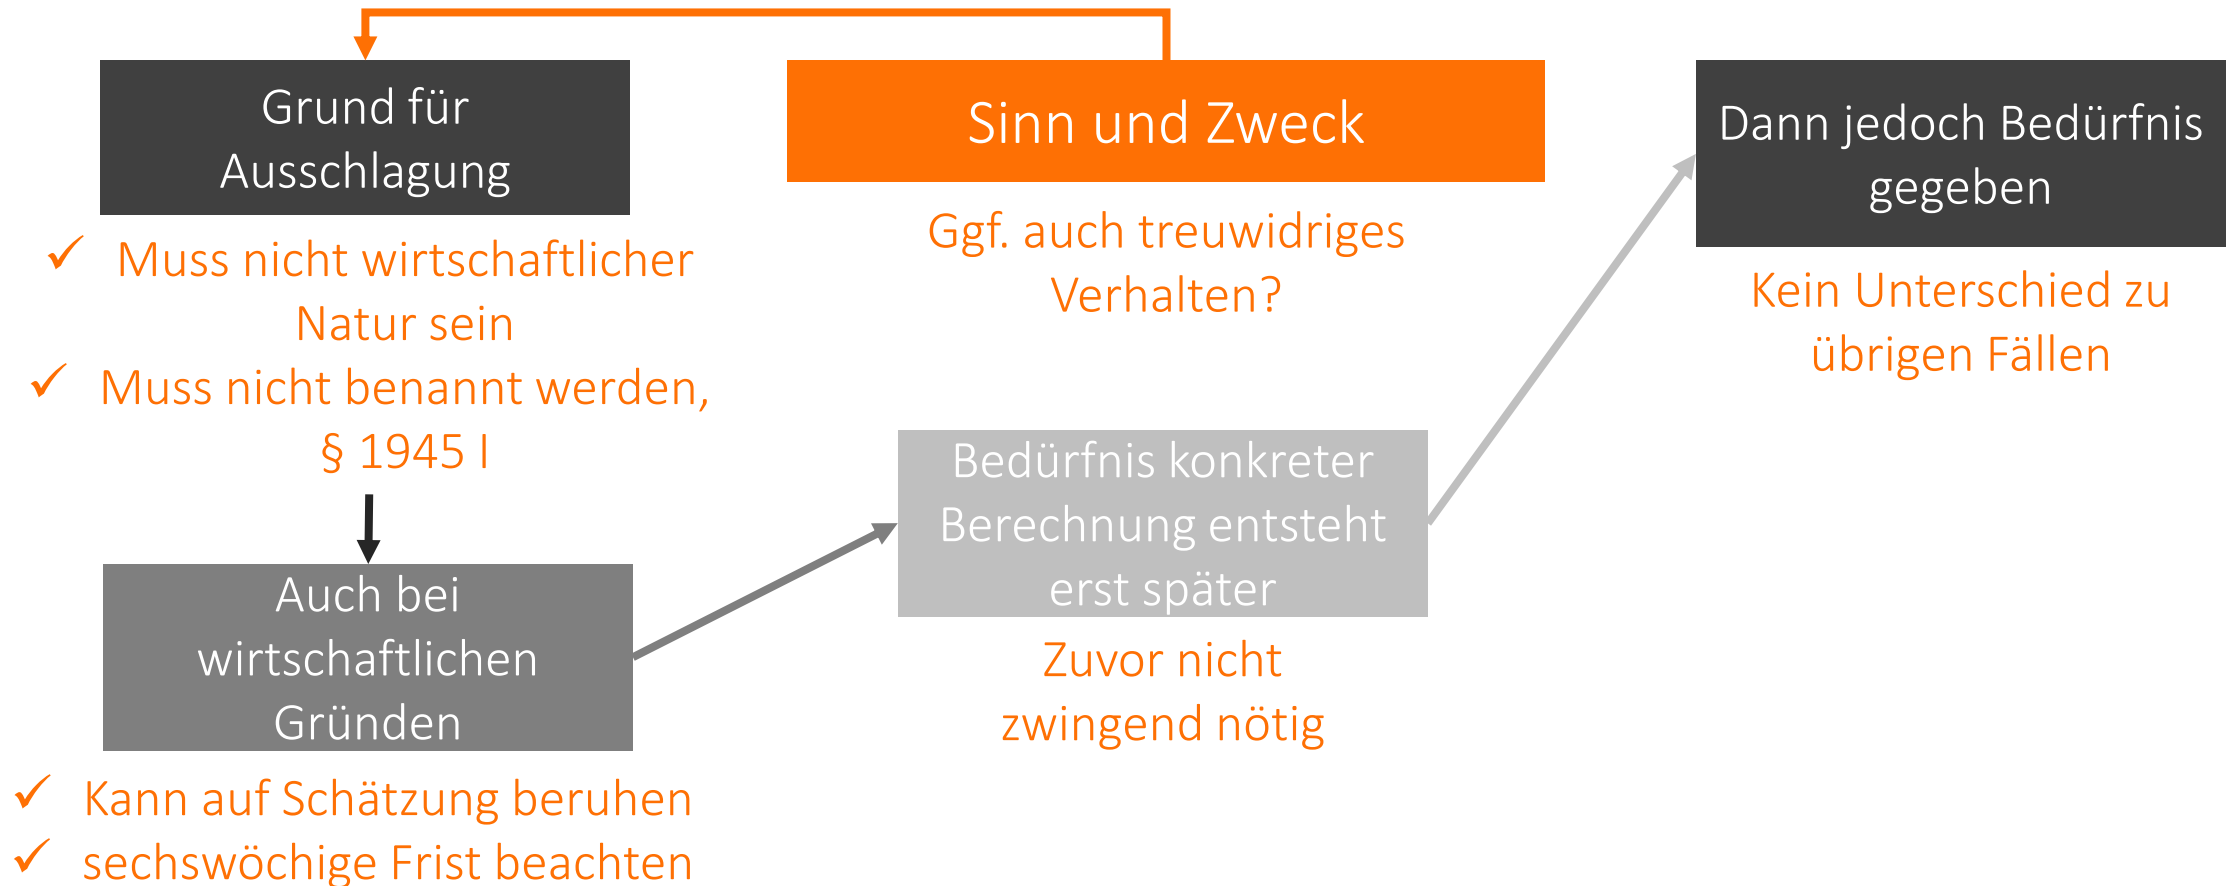 Grund für
Ausschlagung
Muss nicht wirtschaftlicher
Natur sein
Muss nicht benannt werden,
§ 1945 I
Auch bei
wirtschaftlichen
Gründen
Kann auf Schätzung beruhen
sechswöchige Frist beachten
Sinn und Zweck
Ggf. auch treuwidriges
Verhalten?
Bedürfnis konkreter
Berechnung entsteht
erst später
Zuvor nicht
zwingend nötig
Dann jedoch Bedürfnis
gegeben
Kein Unterschied zu
übrigen Fällen